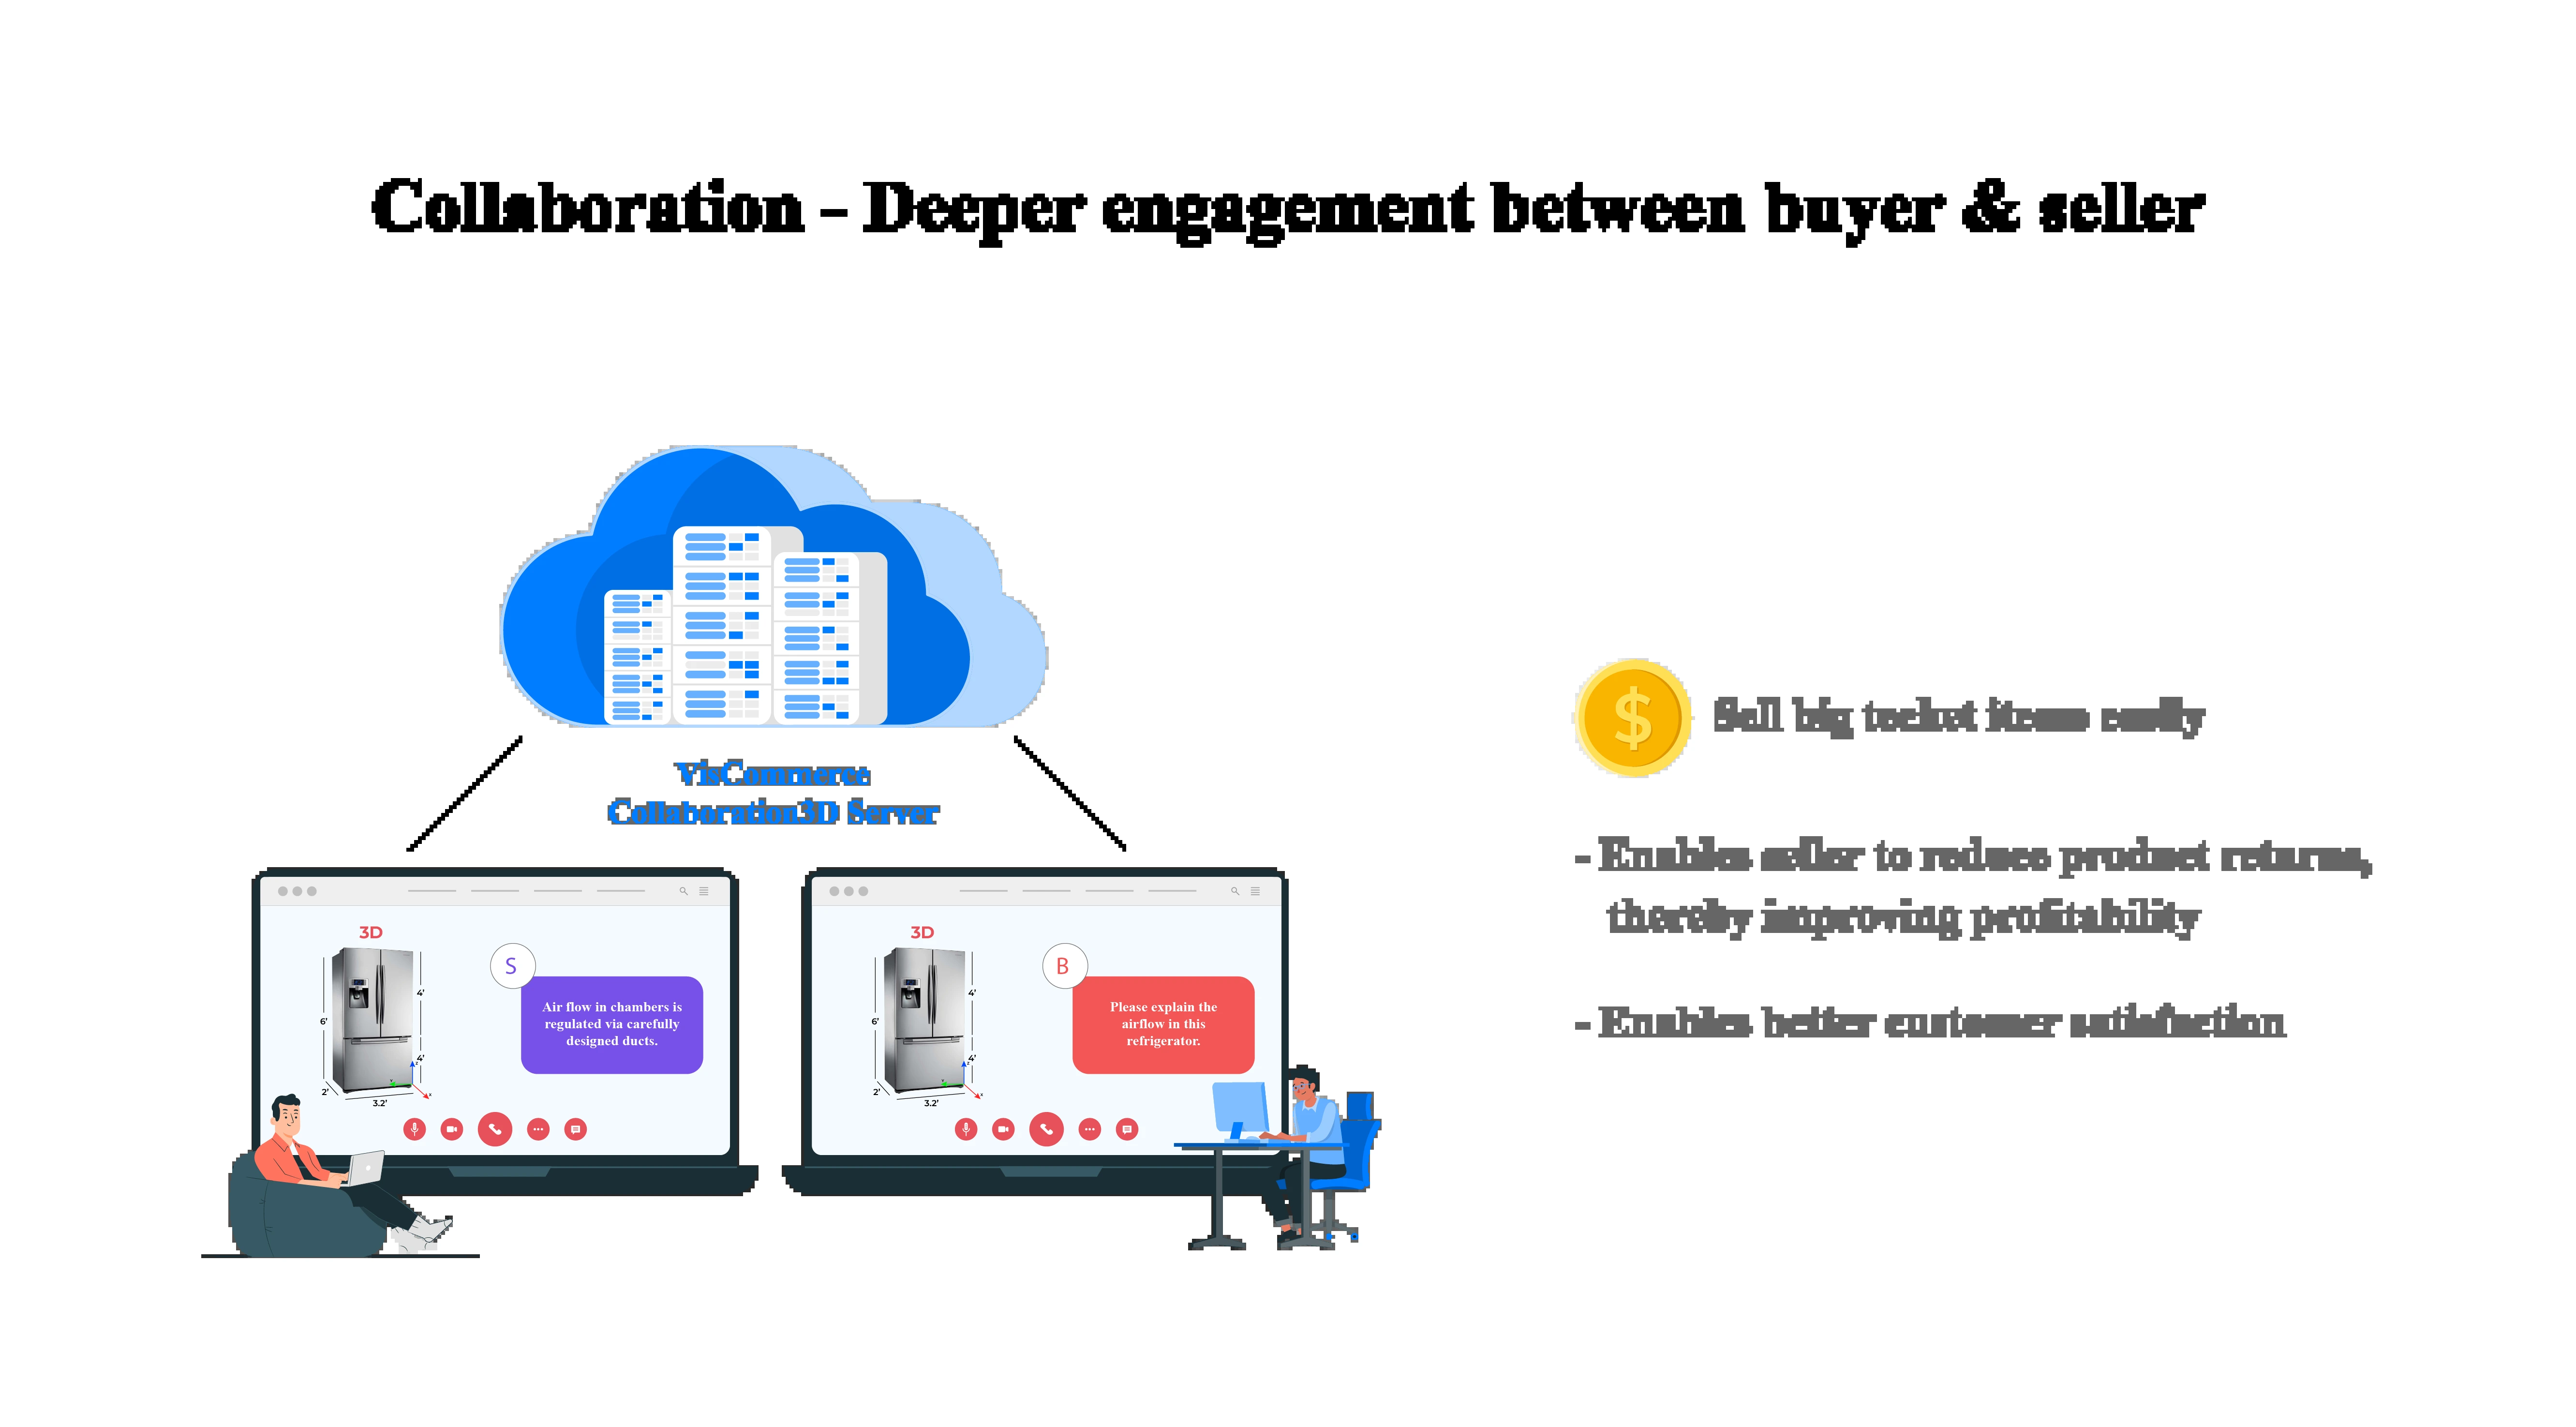 Collaboration - Deeper engagement between buyer & seller
VisCommerce
Collaboration3D Server
3D
6'
4'
4'
2'
3.2'
S
Air flow in chambers is
regulated via carefully
designed ducts.
3D
6'
4'
4'
2'
3.2'
B
Please explain the
airflow in this
refrigerator.
$ Sell big tecket items easily
- Enables seller to reduce product returns,
thereby improving profitability
- Enables better customer satisfaction